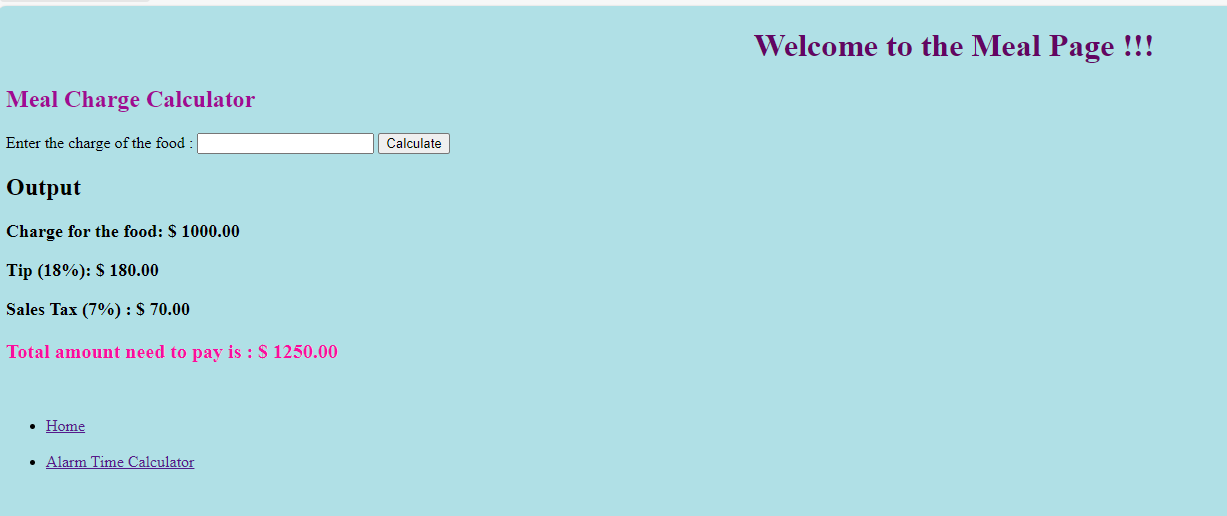 Welcome to the Meal Page !!!
Meal Charge Calculator
Enter the charge of the food : Calculate
Output
Charge for the food: $ 1000.00
Tip (18%): $ 180.00
Sales Tax (7%) : $ 70.00
Total amount need to pay is : $ 1250.00
Home
Alarm Time Calculator